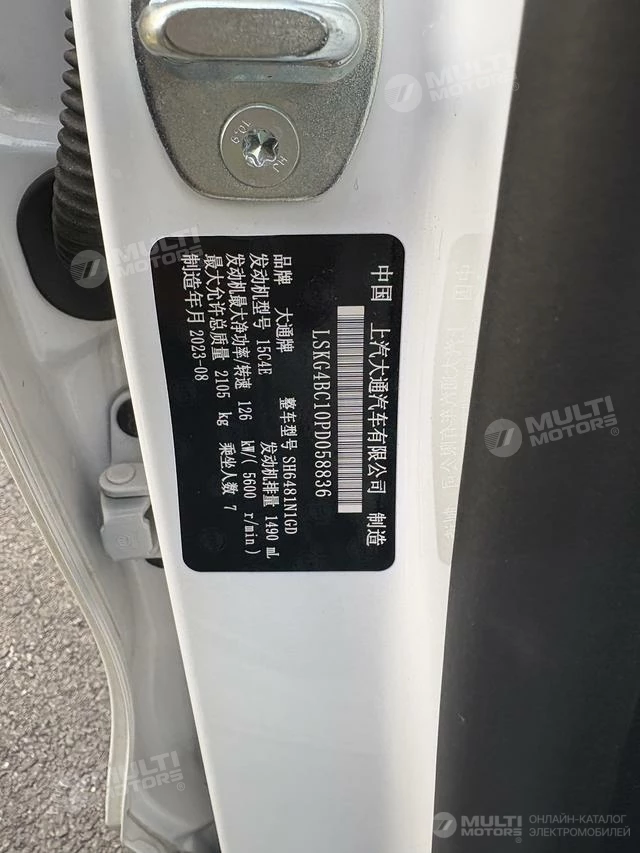 中国 上汽大通汽车有限公司 制造
LSKG4BC10PD058836
品牌 大通牌 整车型号 SH6481N1GD
发动机型号 15C4E 发动机排量 1490 mL
发动机最大净功率/转速 126 kW/( 5600 r/min)
最大允许总质量 2105 kg 乘坐人数 7
制造年月 2023-08
10.9
HJ
MULTI
MOTORS®
MULTI
MOTORS®
MULTI
MOTORS®
MULTI
MOTORS®
MULTI
MOTORS®
ОНЛАЙН-КАТАЛОГ
ЭЛЕКТРОМОБИЛЕЙ